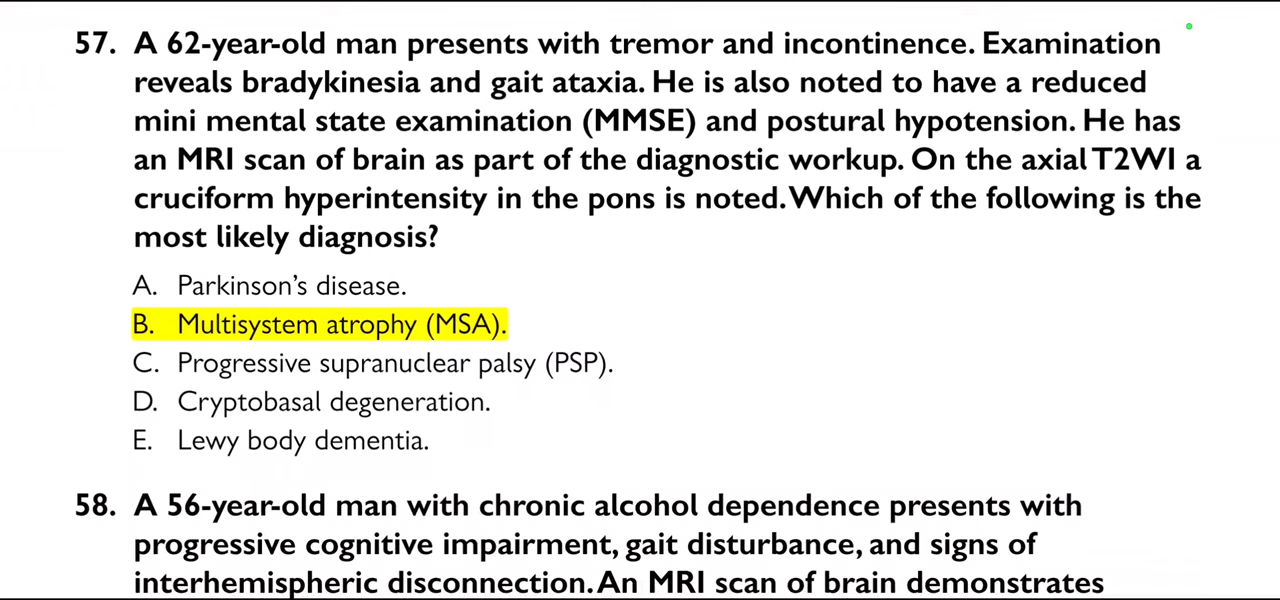 57. A 62-year-old man presents with tremor and incontinence. Examination
reveals bradykinesia and gait ataxia. He is also noted to have a reduced
mini mental state examination (MMSE) and postural hypotension. He has
an MRI scan of brain as part of the diagnostic workup. On the axial T2WI a
cruciform hyperintensity in the pons is noted. Which of the following is the
most likely diagnosis?
A. Parkinson’s disease.
B. Multisystem atrophy (MSA).
C. Progressive supranuclear palsy (PSP).
D. Cryptobasal degeneration.
E. Lewy body dementia.
58. A 56-year-old man with chronic alcohol dependence presents with
progressive cognitive impairment, gait disturbance, and signs of
interhemispheric disconnection. An MRI scan of brain demonstrates